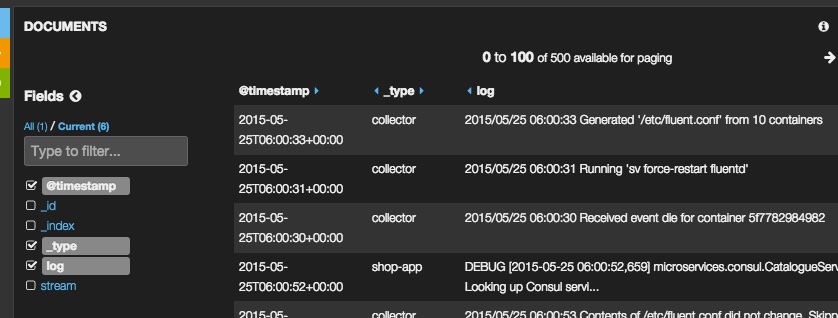 DOCUMENTS
0 to 100 of 500 available for paging
Fields
All (1) / Current (6)
Type to filter...
@timestamp
_id
_index
_type
log
stream
@timestamp _type log
2015-05-25T06:00:33+00:00 collector 2015/05/25 06:00:33 Generated '/etc/fluent.conf' from 10 containers
2015-05-25T06:00:31+00:00 collector 2015/05/25 06:00:31 Running 'sv force-restart fluentd'
2015-05-25T06:00:30+00:00 collector 2015/05/25 06:00:30 Received event die for container 5f7782984982
2015-05-25T06:00:52+00:00 shop-app DEBUG [2015-05-25 06:00:52,659] microservices.consul.CatalogueServ
Looking up Consul servi...
2015-05- collector 2015/05/25 06:00:53 Contents of /etc/fluent.conf did not change. Skipp